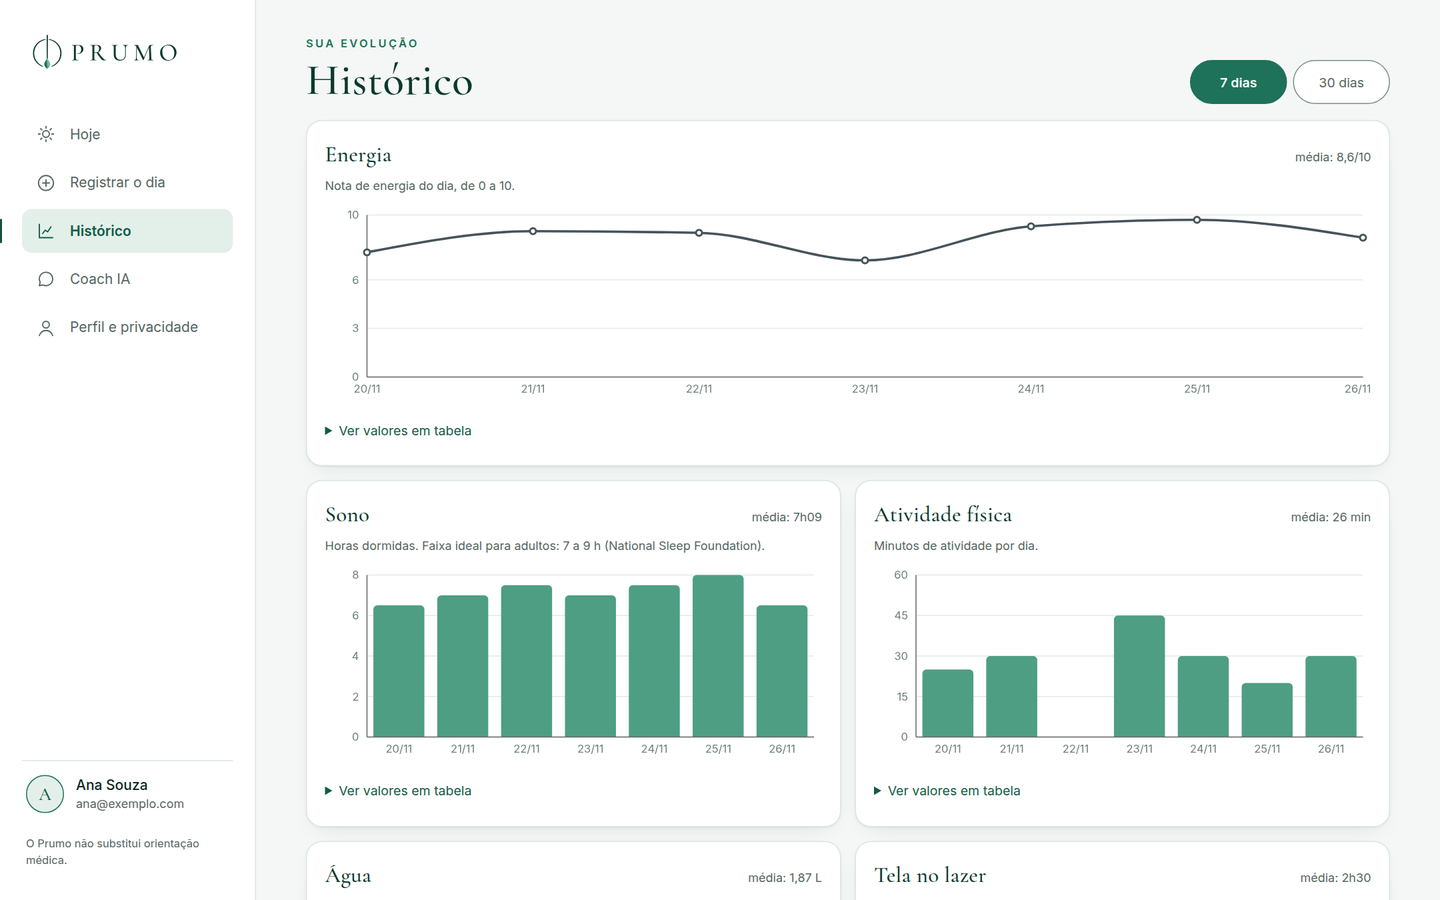 PRUMO
Hoje
Registrar o dia
Histórico
Coach IA
Perfil e privacidade
Ana Souza
A
ana@exemplo.com
O Prumo não substitui orientação
médica.
SUA EVOLUÇÃO
Histórico
7 dias
30 dias
Energia
média: 8,6/10
Nota de energia do dia, de 0 a 10.
10
6
3
0
20/11 21/11 22/11 23/11 24/11 25/11 26/11
Ver valores em tabela
Sono
média: 7h09
Horas dormidas. Faixa ideal para adultos: 7 a 9 h (National Sleep Foundation).
8
6
4
2
0
20/11 21/11 22/11 23/11 24/11 25/11 26/11
Ver valores em tabela
Atividade física
média: 26 min
Minutos de atividade por dia.
60
45
30
15
0
20/11 21/11 22/11 23/11 24/11 25/11 26/11
Ver valores em tabela
Água
média: 1,87 L
Tela no lazer
média: 2h30